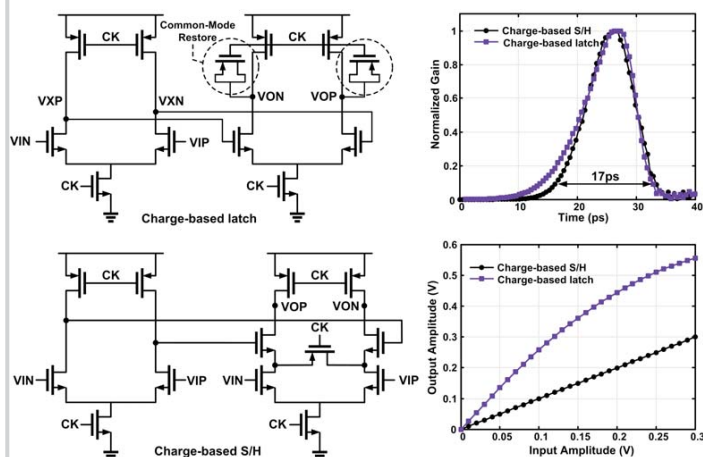 Common-Mode
Restore
CK
CK
VXP
VXN
VON
VOP
VIN
VIP
CK
Charge-based latch
Charge-based S/H
Charge-based latch
Normalized Gain
1
0.8
0.6
0.4
0.2
0
17ps
0 10 20 30 40
Time (ps)
CK
CK
VOP
VON
CK
VIN
VIP
VIN
VIP
CK
Charge-based S/H
Charge-based S/H
Charge-based latch
Output Amplitude (V)
0.6
0.5
0.4
0.3
0.2
0.1
0
0 0.05 0.1 0.15 0.2 0.25 0.3
Input Amplitude (V)